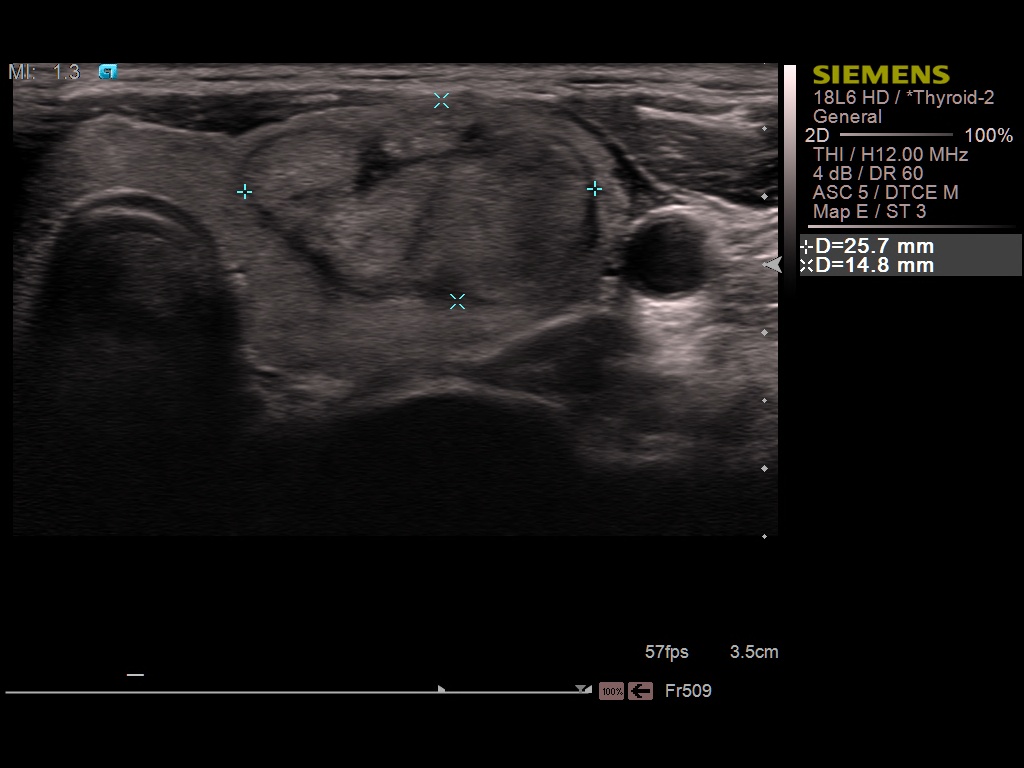 MI: 1.3
SIEMENS
18L6 HD / *Thyroid-2
General
2D 100%
THI / H12.00 MHz
4 dB / DR 60
ASC 5 / DTCE M
Map E / ST 3
D=25.7 mm
D=14.8 mm
57fps 3.5cm
100% Fr509